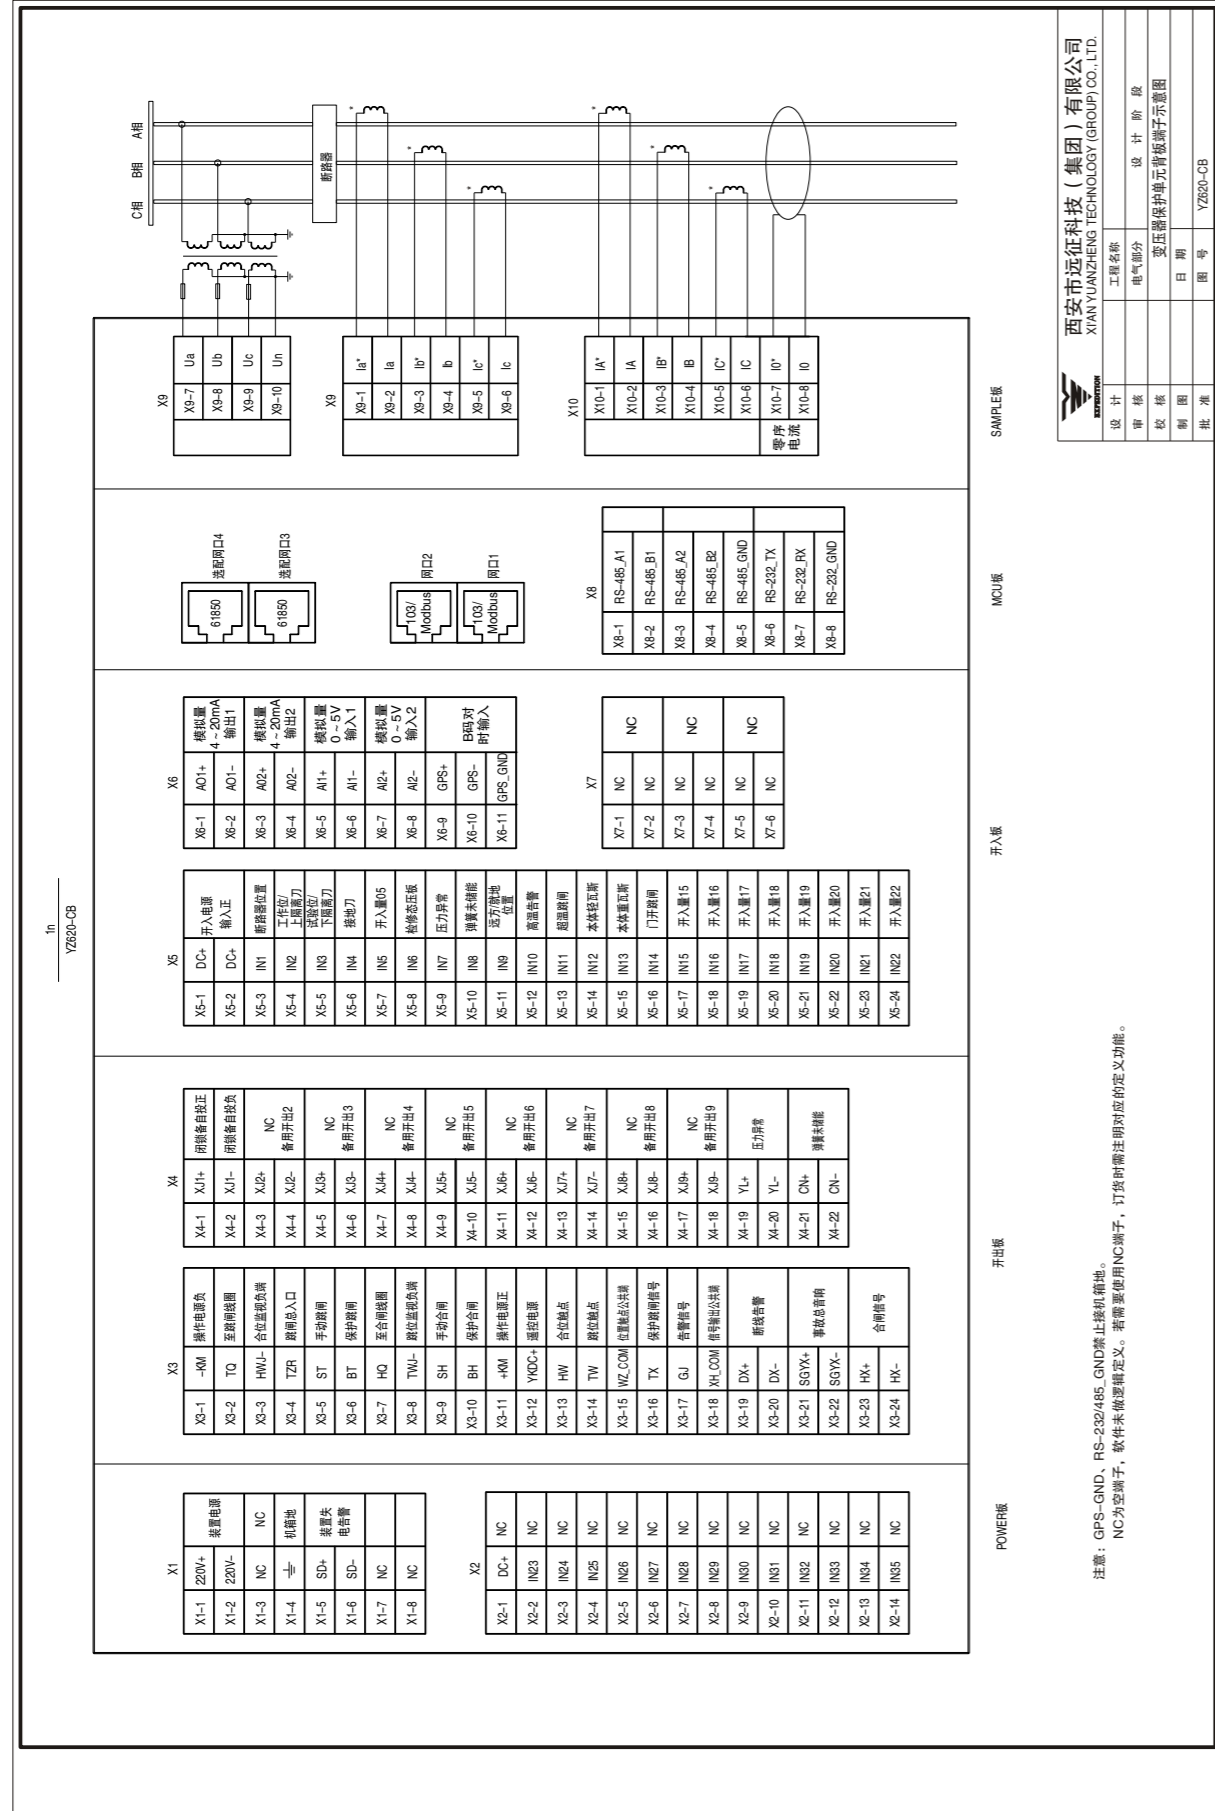 1n
YZ620-CB
X1
X1-1 220V+ 装置电源
X1-2 220V-
X1-3 NC NC
X1-4 机箱地
X1-5 SD+ 装置失电告警
X1-6 SD-
X1-7 NC
X1-8 NC
X2
X2-1 DC+ NC
X2-2 IN23 NC
X2-3 IN24 NC
X2-4 IN25 NC
X2-5 IN26 NC
X2-6 IN27 NC
X2-7 IN28 NC
X2-8 IN29 NC
X2-9 IN30 NC
X2-10 IN31 NC
X2-11 IN32 NC
X2-12 IN33 NC
X2-13 IN34 NC
X2-14 IN35 NC
POWER板
X3
X3-1 -KM 操作电源负
X3-2 TQ 至跳闸线圈
X3-3 HWJ- 合位监视负端
X3-4 TZR 跳闸总入口
X3-5 ST 手动跳闸
X3-6 BT 保护跳闸
X3-7 HQ 至合闸线圈
X3-8 TWJ- 跳位监视负端
X3-9 SH 手动合闸
X3-10 BH 保护合闸
X3-11 +KM 操作电源正
X3-12 YKDC+ 遥控电源
X3-13 HW 合位触点
X3-14 TW 跳位触点
X3-15 WZ_COM 位置触点公共端
X3-16 TX 保护跳闸信号
X3-17 GJ 告警信号
X3-18 XH_COM 信号输出公共端
X3-19 DX+ 断线告警
X3-20 DX-
X3-21 SGYX+ 事故总音响
X3-22 SGYX-
X3-23 HX+ 合闸信号
X3-24 HX-
X4
X4-1 XJ1+ 闭锁备自投正
X4-2 XJ1- 闭锁备自投负
X4-3 XJ2+ NC
X4-4 XJ2- 备用开出2
X4-5 XJ3+ NC
X4-6 XJ3- 备用开出3
X4-7 XJ4+ NC
X4-8 XJ4- 备用开出4
X4-9 XJ5+ NC
X4-10 XJ5- 备用开出5
X4-11 XJ6+ NC
X4-12 XJ6- 备用开出6
X4-13 XJ7+ NC
X4-14 XJ7- 备用开出7
X4-15 XJ8+ NC
X4-16 XJ8- 备用开出8
X4-17 XJ9+ NC
X4-18 XJ9- 备用开出9
X4-19 YL+ 压力异常
X4-20 YL-
X4-21 CN+ 弹簧未储能
X4-22 CN-
开出板
X5
X5-1 DC+ 开入电源
X5-2 DC+ 输入正
X5-3 IN1 断路器位置
X5-4 IN2 工作位/上隔离刀
X5-5 IN3 试验位/下隔离刀
X5-6 IN4 接地刀
X5-7 IN5 开入量05
X5-8 IN6 检修态压板
X5-9 IN7 压力异常
X5-10 IN8 弹簧未储能
X5-11 IN9 远方/就地位置
X5-12 IN10 高温告警
X5-13 IN11 超温跳闸
X5-14 IN12 本体轻瓦斯
X5-15 IN13 本体重瓦斯
X5-16 IN14 门开跳闸
X5-17 IN15 开入量15
X5-18 IN16 开入量16
X5-19 IN17 开入量17
X5-20 IN18 开入量18
X5-21 IN19 开入量19
X5-22 IN20 开入量20
X5-23 IN21 开入量21
X5-24 IN22 开入量22
X6
X6-1 AO1+ 模拟量
X6-2 AO1- 4~20mA 输出1
X6-3 A02+ 模拟量
X6-4 A02- 4~20mA 输出2
X6-5 AI1+ 模拟量
X6-6 AI1- 0~5V 输入1
X6-7 AI2+ 模拟量
X6-8 AI2- 0~5V 输入2
X6-9 GPS+ B码对
X6-10 GPS- 时输入
X6-11 GPS_GND
X7
X7-1 NC NC
X7-2 NC
X7-3 NC NC
X7-4 NC
X7-5 NC NC
X7-6 NC
开入板
61850 选配网口4
61850 选配网口3
103/Modbus 网口2
103/Modbus 网口1
X8
X8-1 RS-485_A1
X8-2 RS-485_B1
X8-3 RS-485_A2
X8-4 RS-485_B2
X8-5 RS-485_GND
X8-6 RS-232_TX
X8-7 RS-232_RX
X8-8 RS-232_GND
MCU板
X9
X9-7 Ua
X9-8 Ub
X9-9 Uc
X9-10 Un
X9
X9-1 Ia*
X9-2 Ia
X9-3 Ib*
X9-4 Ib
X9-5 Ic*
X9-6 Ic
X10
X10-1 IA*
X10-2 IA
X10-3 IB*
X10-4 IB
X10-5 IC*
X10-6 IC
零序电流 X10-7 I0*
X10-8 I0
SAMPLE板
A相
B相
C相
断路器
*
*
*
*
*
*
注意：GPS-GND、RS-232/485_GND禁止接机箱地。
NC为空端子，软件未做逻辑定义。若需要使用NC端子，订货时需注明对应的定义功能。
EXPEDITION
西安市远征科技（集团）有限公司
XI'AN YUANZHENG TECHNOLOGY (GROUP) CO., LTD.
设 计 工程名称
审 核 电气部分 设 计 阶 段
校 核 变压器保护单元背板端子示意图
制 图 日 期
批 准 图 号 YZ620-CB